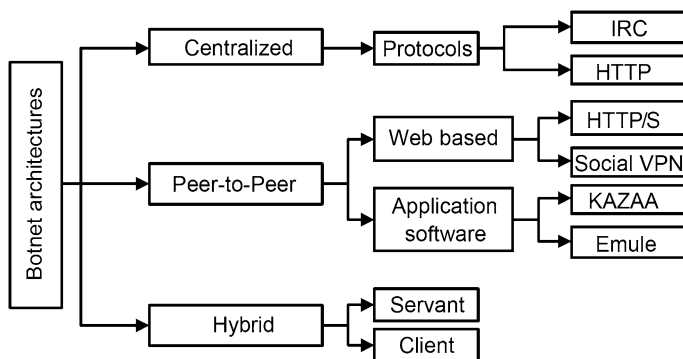 Botnet architectures
Centralized
Protocols
IRC
HTTP
Peer-to-Peer
Web based
HTTP/S
Social VPN
Application
software
KAZAA
Emule
Hybrid
Servant
Client